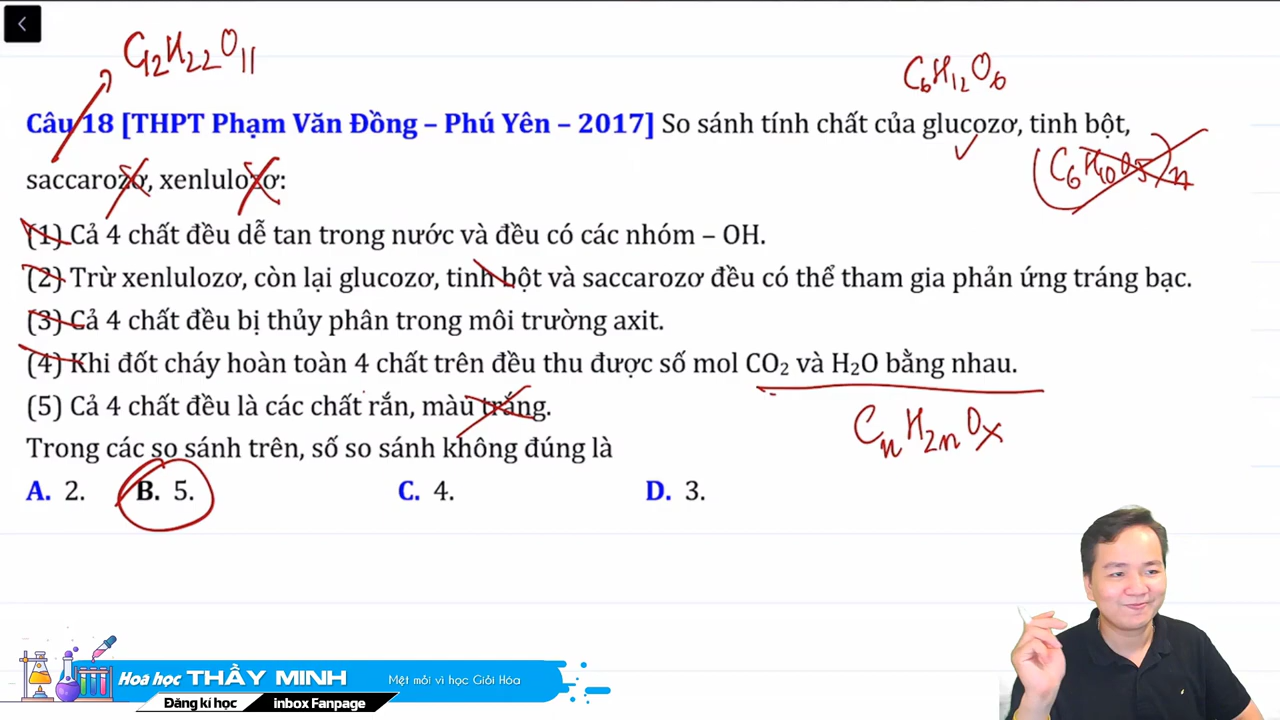 C12H22O11
C6H12O6
Câu 18 [THPT Phạm Văn Đồng – Phú Yên – 2017] So sánh tính chất của glucozơ, tinh bột,
(C6H10O5)n
saccarozơ, xenlulozơ:
(1) Cả 4 chất đều dễ tan trong nước và đều có các nhóm – OH.
(2) Trừ xenlulozơ, còn lại glucozơ, tinh bột và saccarozơ đều có thể tham gia phản ứng tráng bạc.
(3) Cả 4 chất đều bị thủy phân trong môi trường axit.
(4) Khi đốt cháy hoàn toàn 4 chất trên đều thu được số mol CO₂ và H₂O bằng nhau.
(5) Cả 4 chất đều là các chất rắn, màu trắng.
CnH2nOx
Trong các so sánh trên, số so sánh không đúng là
A. 2. B. 5. C. 4. D. 3.
Hoá học THẦY MINH
Mệt mỏi vì học Giỏi Hóa
Đăng kí học inbox Fanpage